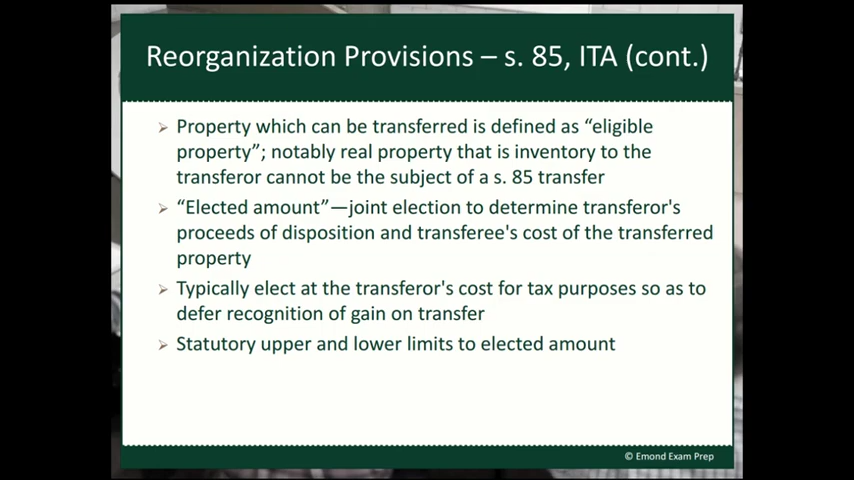 Reorganization Provisions – s. 85, ITA (cont.)
Property which can be transferred is defined as “eligible
property”; notably real property that is inventory to the
transferor cannot be the subject of a s. 85 transfer
“Elected amount”—joint election to determine transferor's
proceeds of disposition and transferee's cost of the transferred
property
Typically elect at the transferor's cost for tax purposes so as to
defer recognition of gain on transfer
Statutory upper and lower limits to elected amount
© Emond Exam Prep